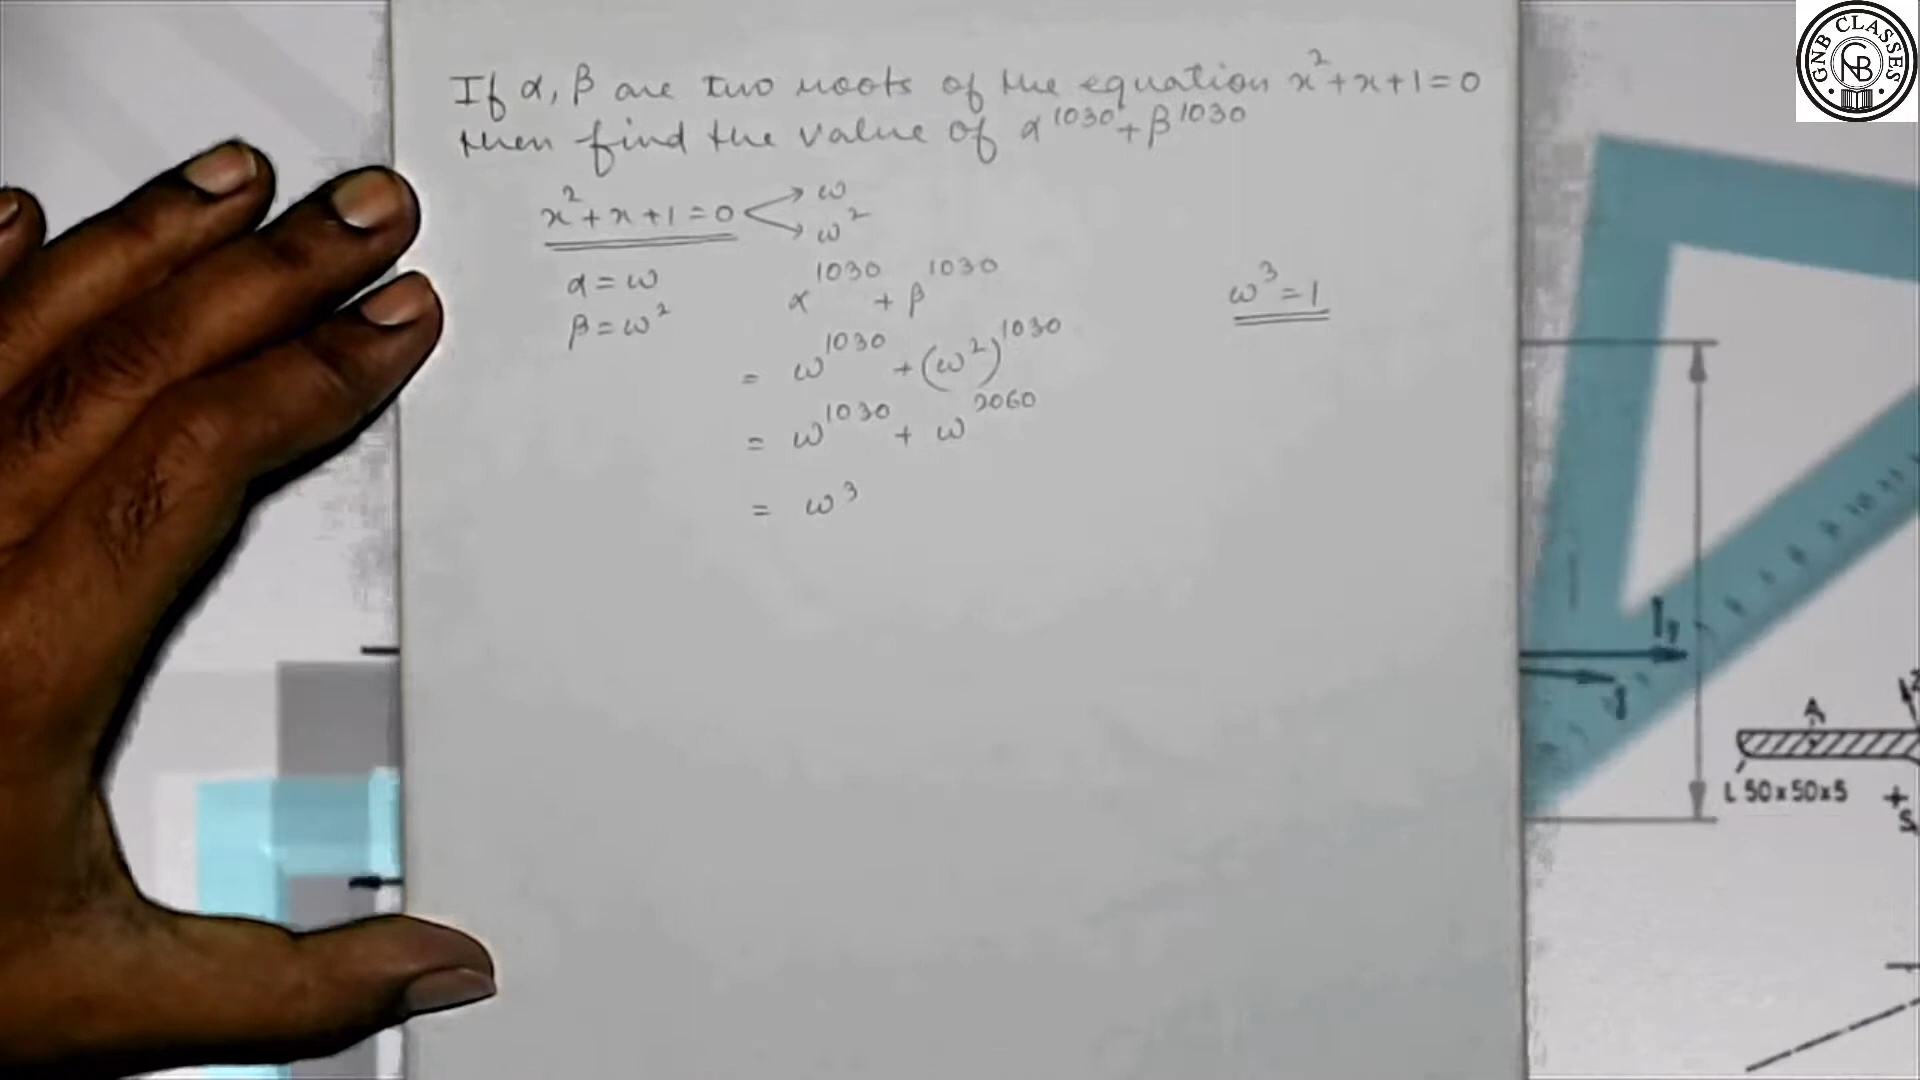 If α, β are two roots of the equation x²+x+1=0
then find the value of α¹⁰³⁰+β¹⁰³⁰
x²+x+1=0 → ω
→ ω²
α=ω
β=ω²
α¹⁰³⁰+β¹⁰³⁰
ω³=1
= ω¹⁰³⁰+(ω²)¹⁰³⁰
= ω¹⁰³⁰+ω²⁰⁶⁰
= ω³
GNB CLASSES
GNB
A
L 50x50x5